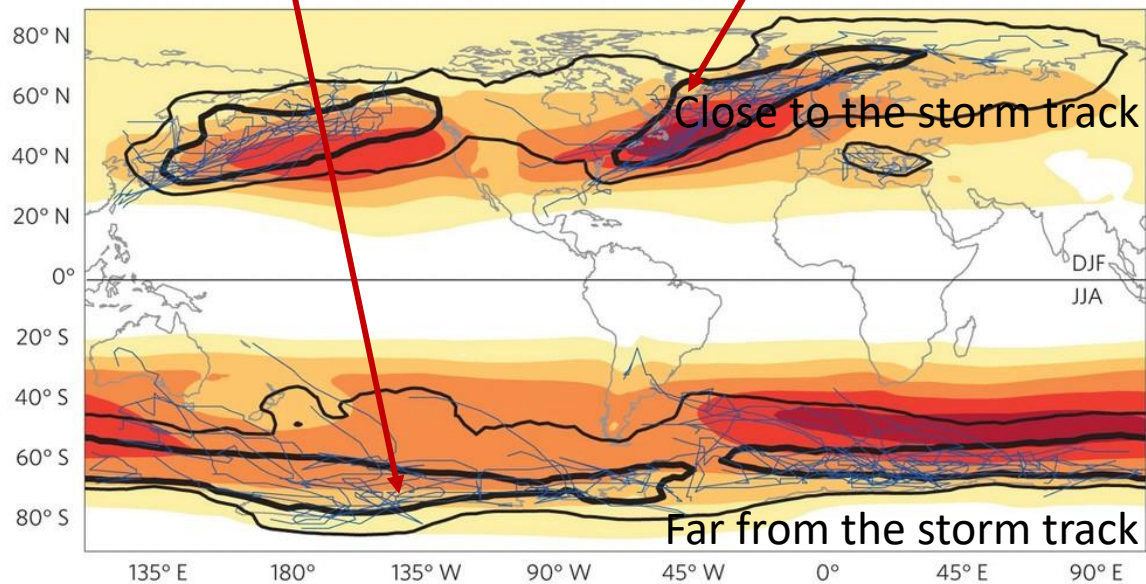 80° N
60° N
Close to the storm track
40° N
20° N
DJF
0°
JJA
20° S
40° S
60° S
80° S
Far from the storm track
135° E 180° 135° W 90° W 45° W 0° 45° E 90° E